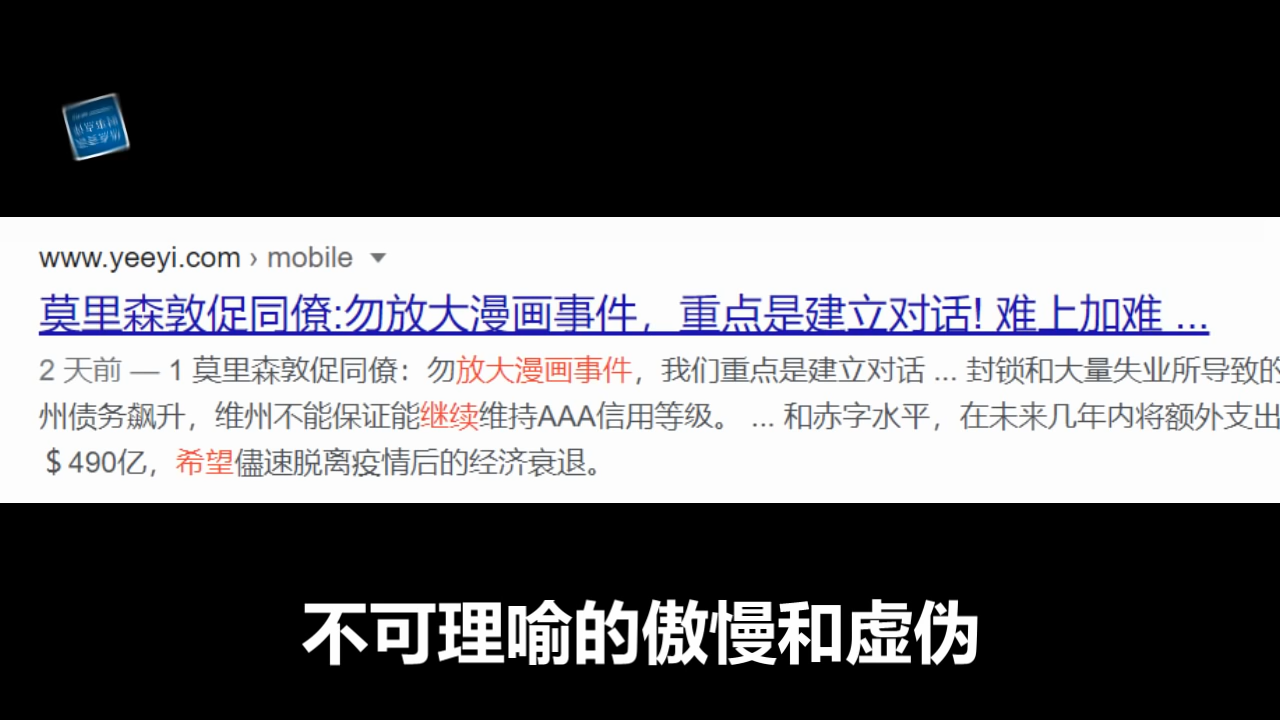 www.yeeyi.com › mobile
莫里森敦促同僚:勿放大漫画事件，重点是建立对话! 难上加难 ...
2 天前 — 1 莫里森敦促同僚：勿放大漫画事件，我们重点是建立对话 ... 封锁和大量失业所导致的
州债务飙升，维州不能保证能继续维持AAA信用等级。 ... 和赤字水平，在未来几年内将额外支出
＄490亿，希望儘速脱离疫情后的经济衰退。
不可理喻的傲慢和虚伪